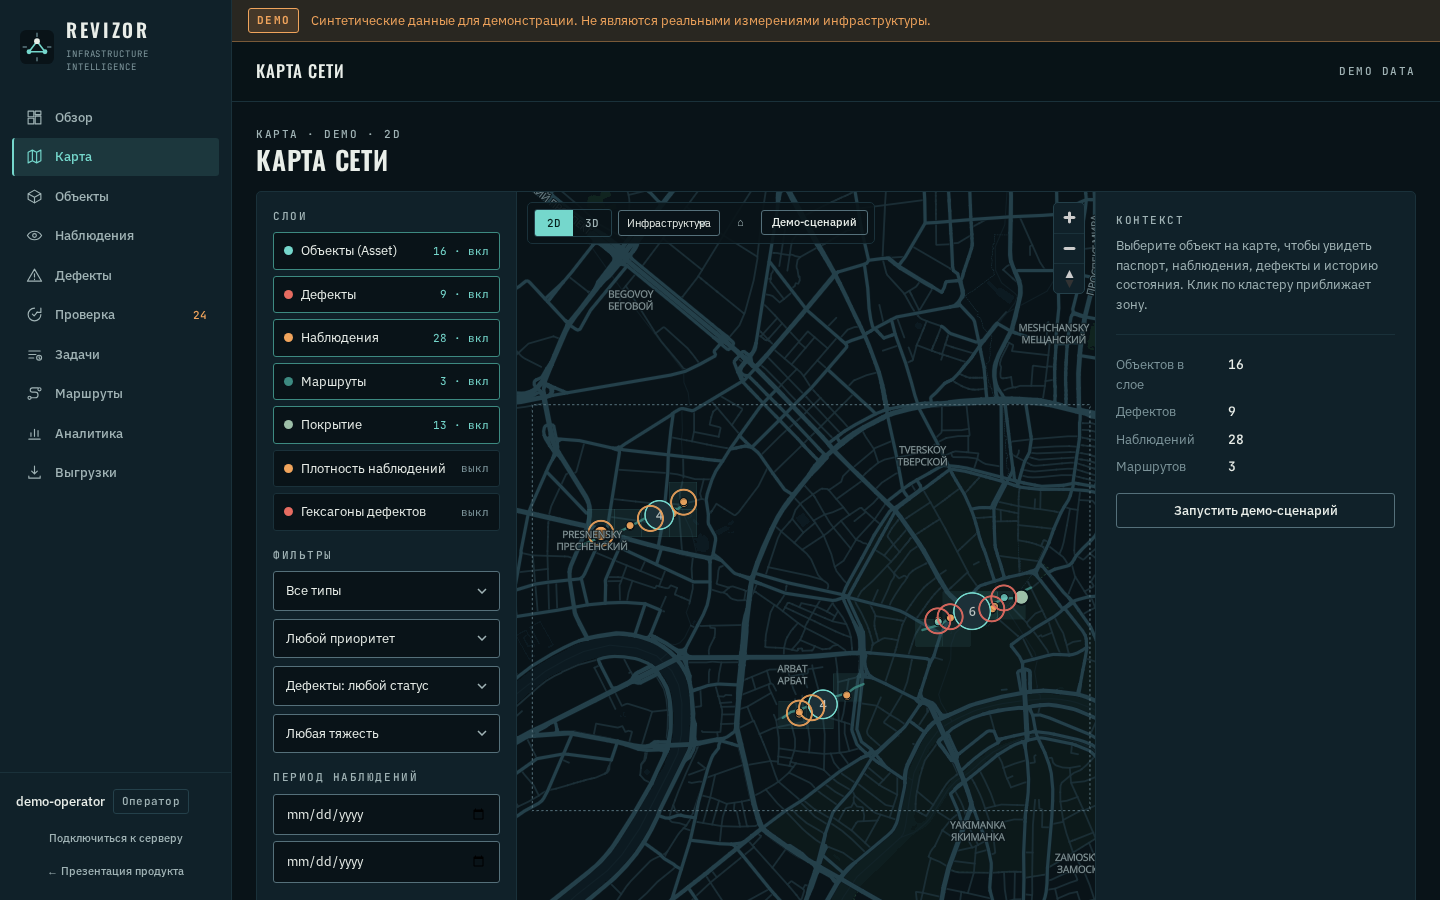 REVIZOR
INFRASTRUCTURE
INTELLIGENCE
Обзор
Карта
Объекты
Наблюдения
Дефекты
Проверка 24
Задачи
Маршруты
Аналитика
Выгрузки
demo-operator Оператор
Подключиться к серверу
← Презентация продукта
DEMO Синтетические данные для демонстрации. Не являются реальными измерениями инфраструктуры.
КАРТА СЕТИ
DEMO DATA
КАРТА · DEMO · 2D
КАРТА СЕТИ
СЛОИ
Объекты (Asset) 16 · вкл
Дефекты 9 · вкл
Наблюдения 28 · вкл
Маршруты 3 · вкл
Покрытие 13 · вкл
Плотность наблюдений выкл
Гексагоны дефектов выкл
ФИЛЬТРЫ
Все типы
Любой приоритет
Дефекты: любой статус
Любая тяжесть
ПЕРИОД НАБЛЮДЕНИЙ
mm/dd/yyyy
mm/dd/yyyy
2D 3D Инфраструктура Демо-сценарий
BEGOVOY
БЕГОВОЙ
MESHCHANSKY
МЕЩАНСКИЙ
TVERSKOY
ТВЕРСКОЙ
4
PRESNENSKY
ПРЕСНЕНСКИЙ
6
ARBAT
АРБАТ
4
YAKIMANKA
ЯКИМАНКА
КОНТЕКСТ
Выберите объект на карте, чтобы увидеть
паспорт, наблюдения, дефекты и историю
состояния. Клик по кластеру приближает
зону.
Объектов в
слое 16
Дефектов 9
Наблюдений 28
Маршрутов 3
Запустить демо-сценарий